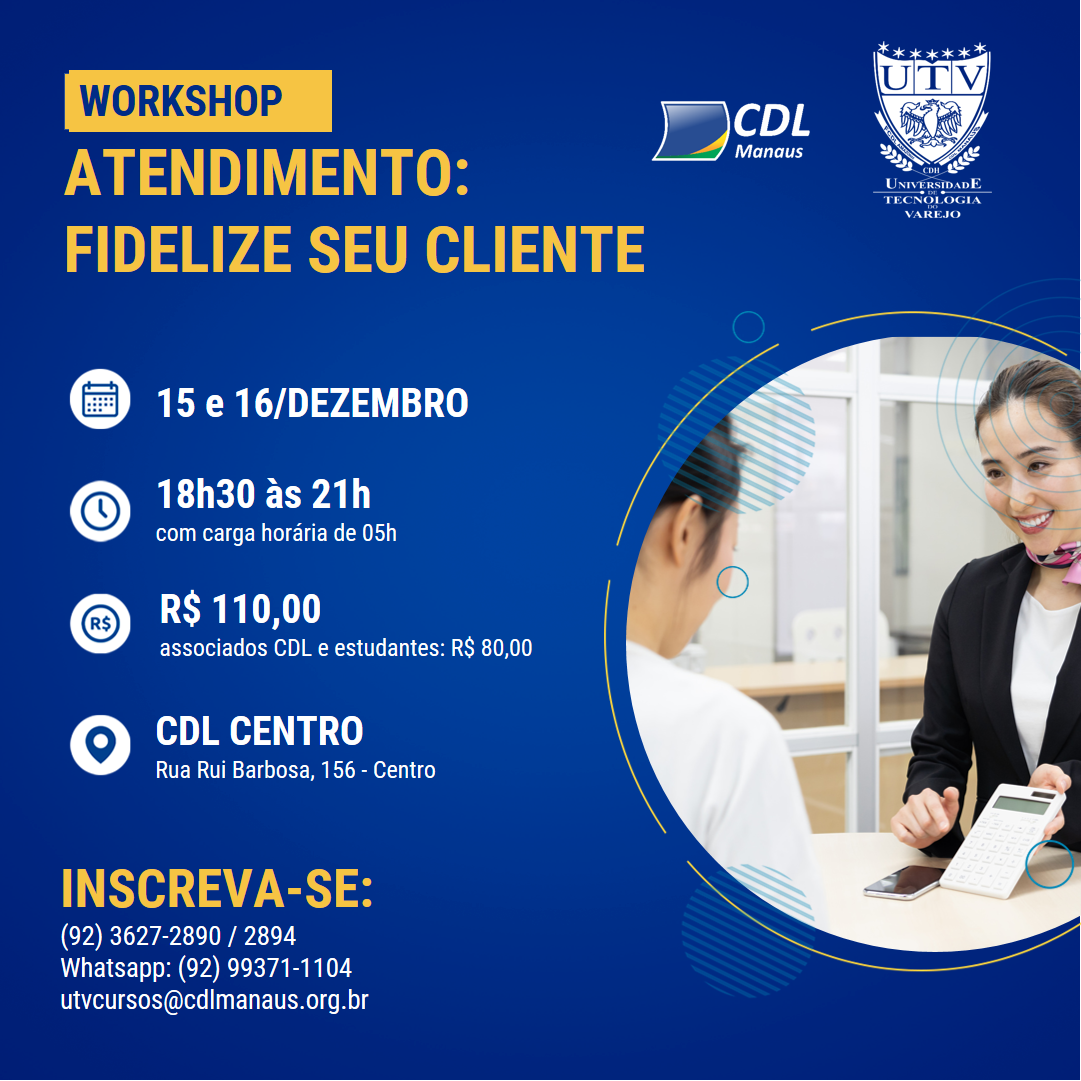 WORKSHOP
ATENDIMENTO:
FIDELIZE SEU CLIENTE
CDL
Manaus
UTV
CDH
UNIVERSIDADE
DE
TECNOLOGIA
DO
VAREJO
15 e 16/DEZEMBRO
18h30 às 21h
com carga horária de 05h
R$
R$ 110,00
associados CDL e estudantes: R$ 80,00
CDL CENTRO
Rua Rui Barbosa, 156 - Centro
INSCREVA-SE:
(92) 3627-2890 / 2894
Whatsapp: (92) 99371-1104
utvcursos@cdlmanaus.org.br